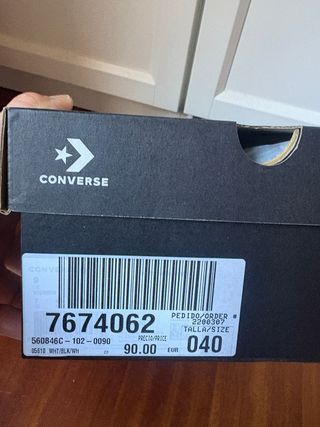 CONVERSE
CONVERSE
7674062
PEDIDO/ORDER
2200307
TALLA/SIZE
560846C-102-0090
PRECIO/PRICE
90.00 EUR
040
05610 WHT/BLK/WH